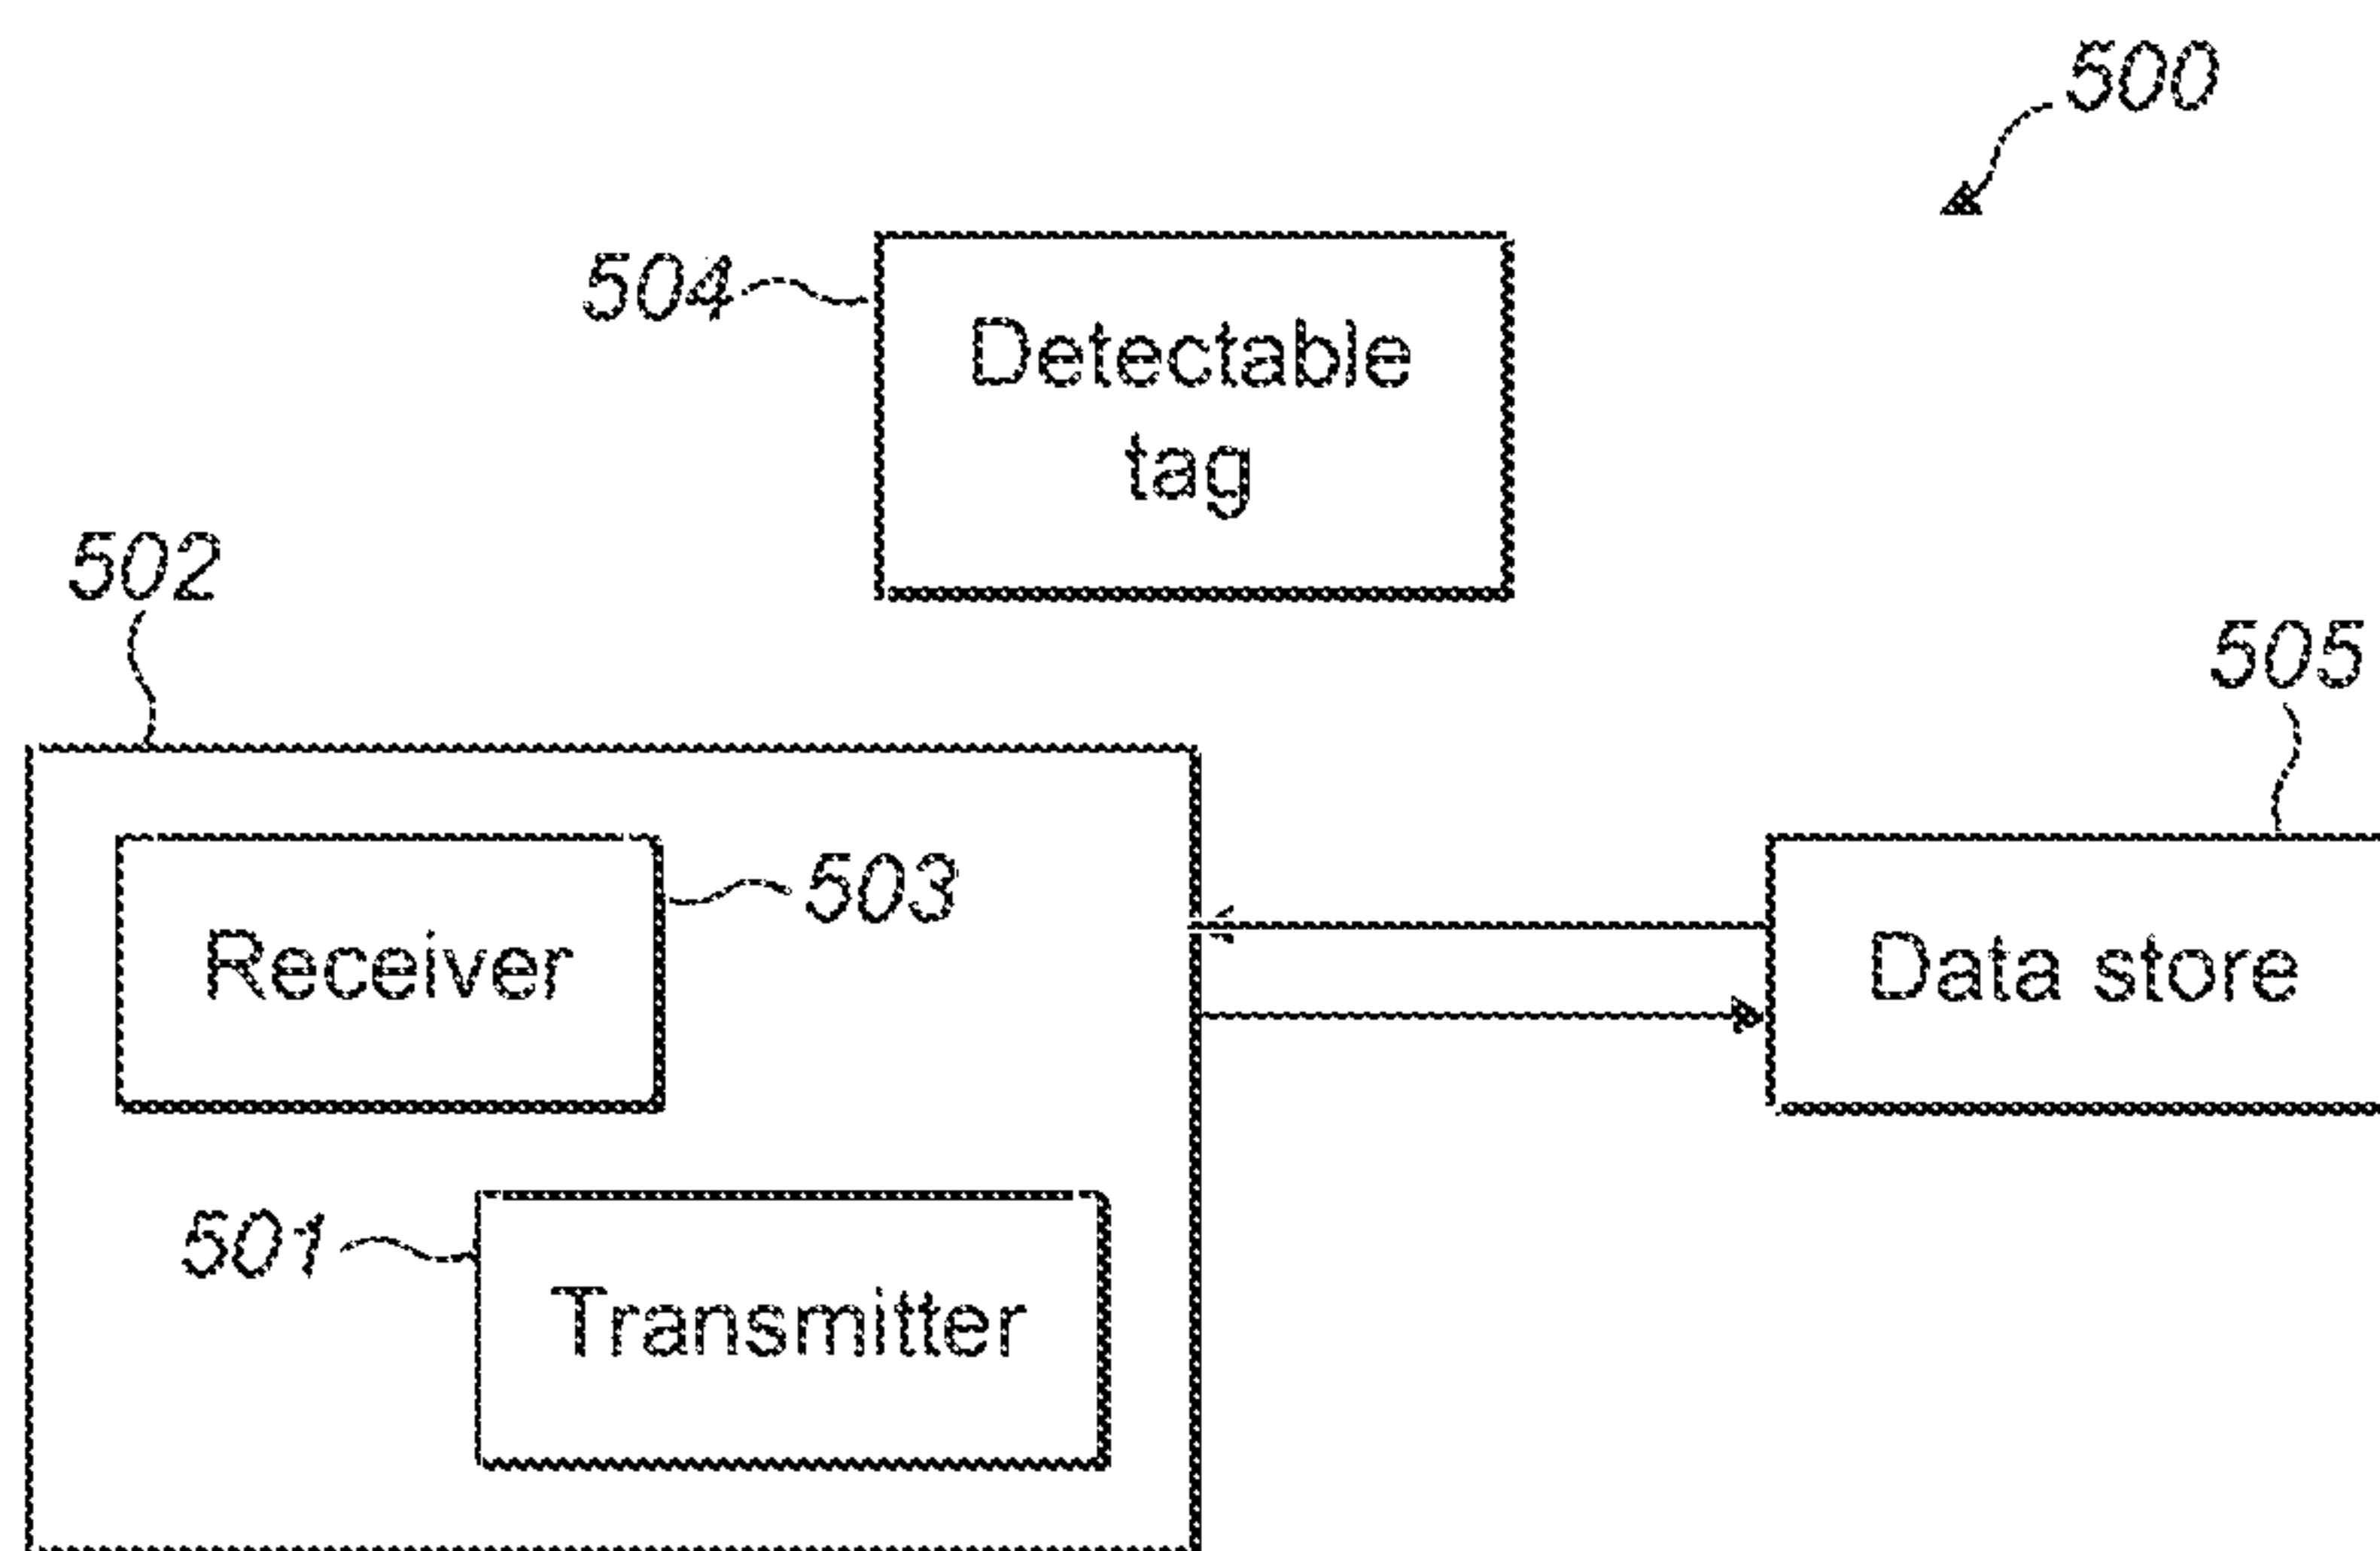 500
504
Detectable
tag
502
505
503
Receiver
Data store
501
Transmitter